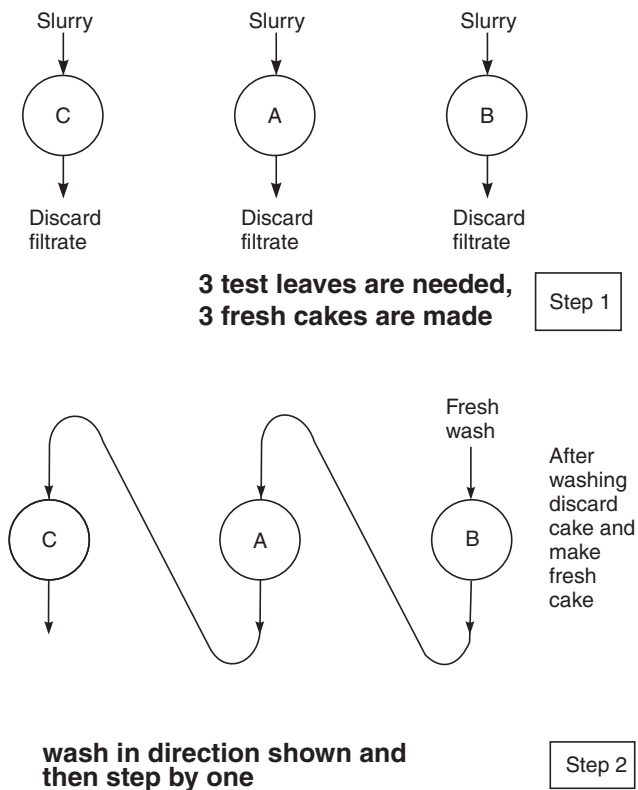 Slurry
Slurry
Slurry
C
A
B
Discard
filtrate
Discard
filtrate
Discard
filtrate
3 test leaves are needed,
3 fresh cakes are made
Step 1
Fresh
wash
After
washing
discard
cake and
make
fresh
cake
C
A
B
wash in direction shown and
then step by one
Step 2